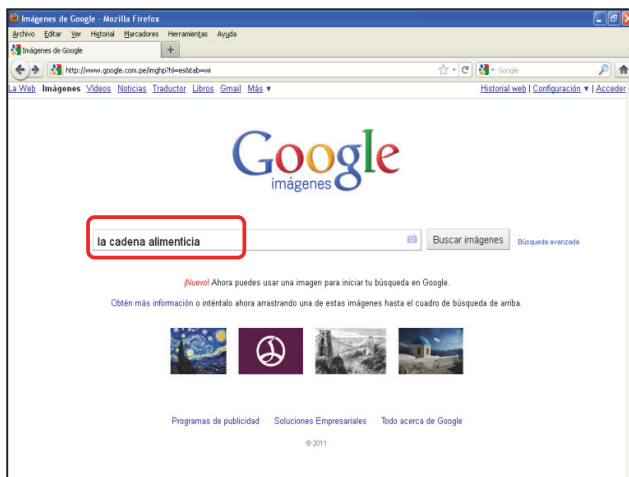 Imágenes de Google - Mozilla Firefox
Archivo Editar Ver Historial Marcadores Herramientas Ayuda
Imágenes de Google +
http://www.google.com.pe/imghp?hl=es&tab=wi Google
La Web Imágenes Vídeos Noticias Traductor Libros Gmail Más ▼ Historial web | Configuración ▼ | Acceder
Google
imágenes
la cadena alimenticia Buscar imágenes Búsqueda avanzada
¡Nuevo! Ahora puedes usar una imagen para iniciar tu búsqueda en Google.
Obtén más información o inténtalo ahora arrastrando una de estas imágenes hasta el cuadro de búsqueda de arriba.
Programas de publicidad Soluciones Empresariales Todo acerca de Google
© 2011